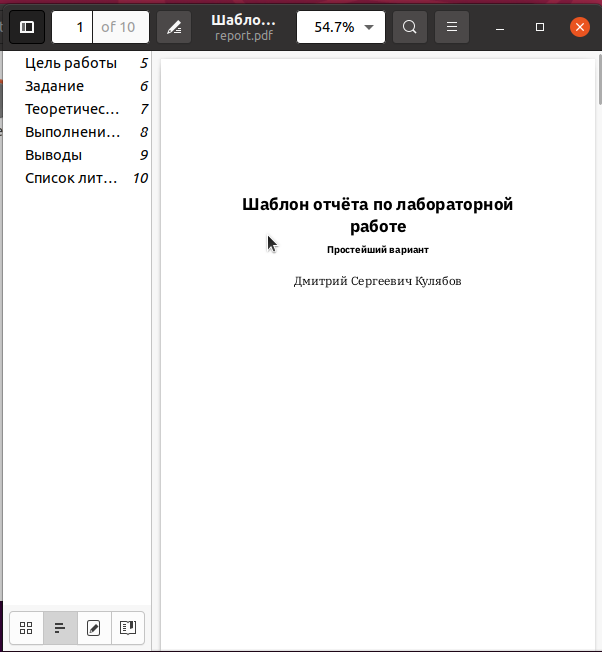 1 of 10
Шабло…
report.pdf
54.7%
Цель работы 5
Задание 6
Теоретичес… 7
Выполнени… 8
Выводы 9
Список лит… 10
Шаблон отчёта по лабораторной
работе
Простейший вариант
Дмитрий Сергеевич Кулябов